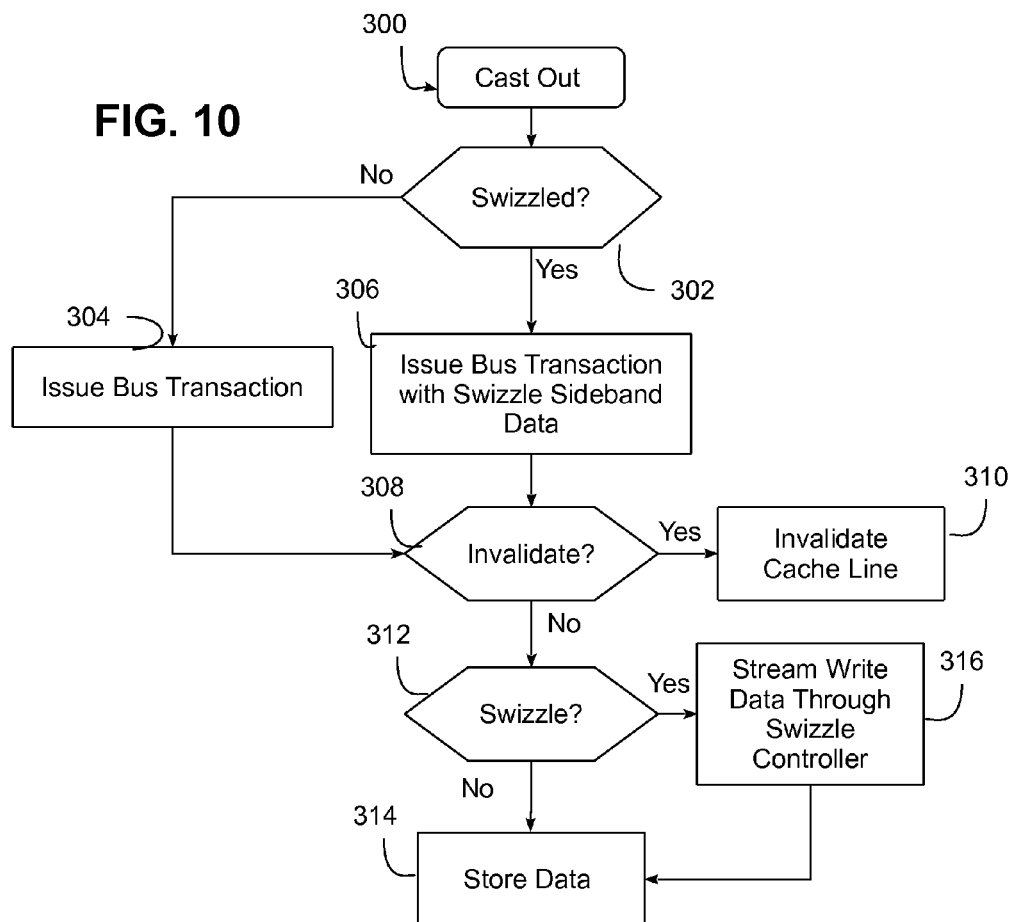 300
Cast Out
FIG. 10
No
Swizzled?
Yes
302
304
306
Issue Bus Transaction
Issue Bus Transaction
with Swizzle Sideband
Data
308
310
Invalidate?
Yes
Invalidate
Cache Line
No
312
Swizzle?
Yes
Stream Write
Data Through
Swizzle
Controller
316
No
314
Store Data